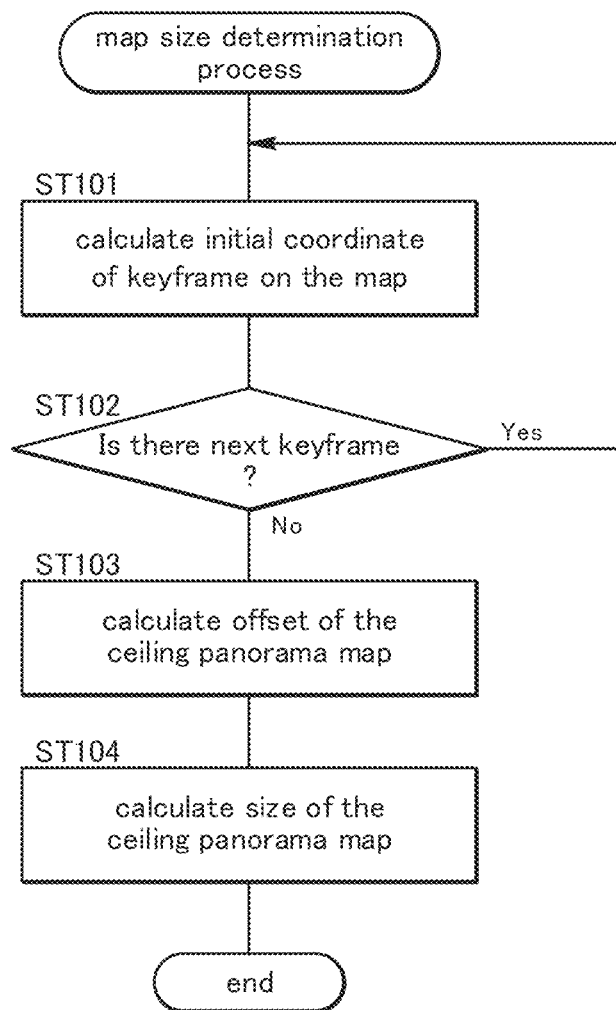 map size determination
process
ST101
calculate initial coordinate
of keyframe on the map
ST102
Is there next keyframe
?
Yes
No
ST103
calculate offset of the
ceiling panorama map
ST104
calculate size of the
ceiling panorama map
end